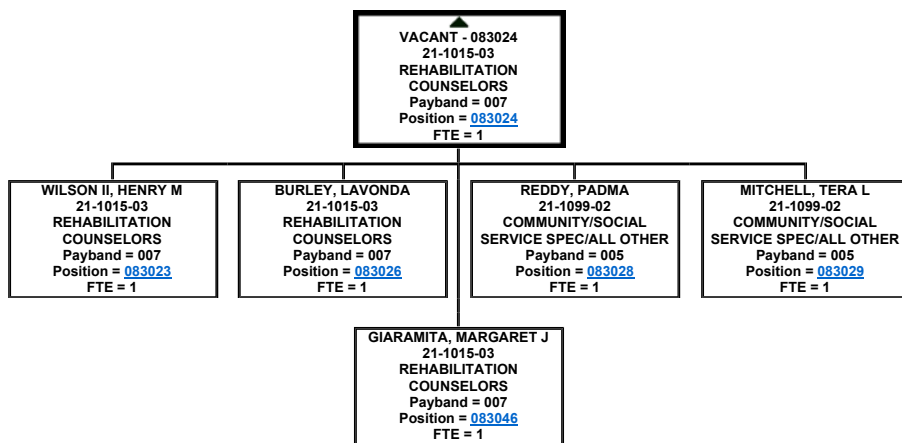 VACANT - 083024
21-1015-03
REHABILITATION
COUNSELORS
Payband = 007
Position = 083024
FTE = 1
WILSON II, HENRY M
21-1015-03
REHABILITATION
COUNSELORS
Payband = 007
Position = 083023
FTE = 1
BURLEY, LAVONDA
21-1015-03
REHABILITATION
COUNSELORS
Payband = 007
Position = 083026
FTE = 1
REDDY, PADMA
21-1099-02
COMMUNITY/SOCIAL
SERVICE SPEC/ALL OTHER
Payband = 005
Position = 083028
FTE = 1
MITCHELL, TERA L
21-1099-02
COMMUNITY/SOCIAL
SERVICE SPEC/ALL OTHER
Payband = 005
Position = 083029
FTE = 1
GIARAMITA, MARGARET J
21-1015-03
REHABILITATION
COUNSELORS
Payband = 007
Position = 083046
FTE = 1